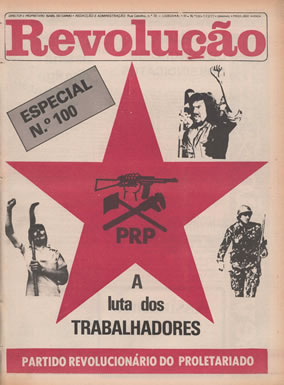 Revolução
ESPECIAL
N.º 100
PRP
A
luta dos
TRABALHADORES
PARTIDO REVOLUCIONÁRIO DO PROLETARIADO